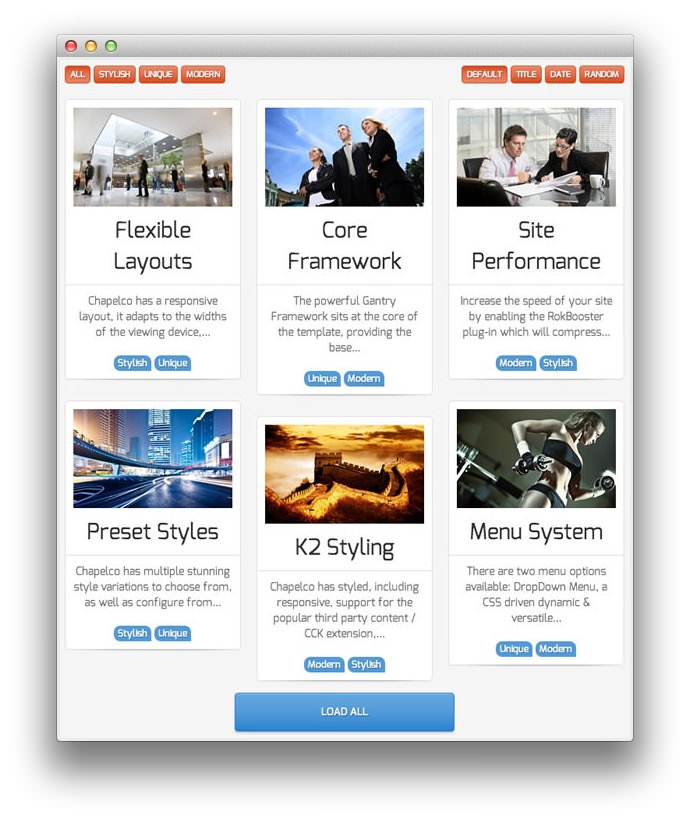 ALL STYLISH UNIQUE MODERN
DEFAULT TITLE DATE RANDOM
Flexible
Layouts
Chapelco has a responsive
layout, it adapts to the widths
of the viewing device,...
Stylish Unique
Core
Framework
The powerful Gantry
Framework sits at the core of
the template, providing the
base...
Unique Modern
Site
Performance
Increase the speed of your site
by enabling the RokBooster
plug-in which will compress...
Modern Stylish
Preset Styles
Chapelco has multiple stunning
style variations to choose from,
as well as configure from...
Stylish Unique
K2 Styling
Chapelco has styled, including
responsive, support for the
popular third party content /
CCK extension,...
Modern Stylish
Menu System
There are two menu options
available: DropDown Menu, a
CSS driven dynamic &
versatile...
Unique Modern
LOAD ALL